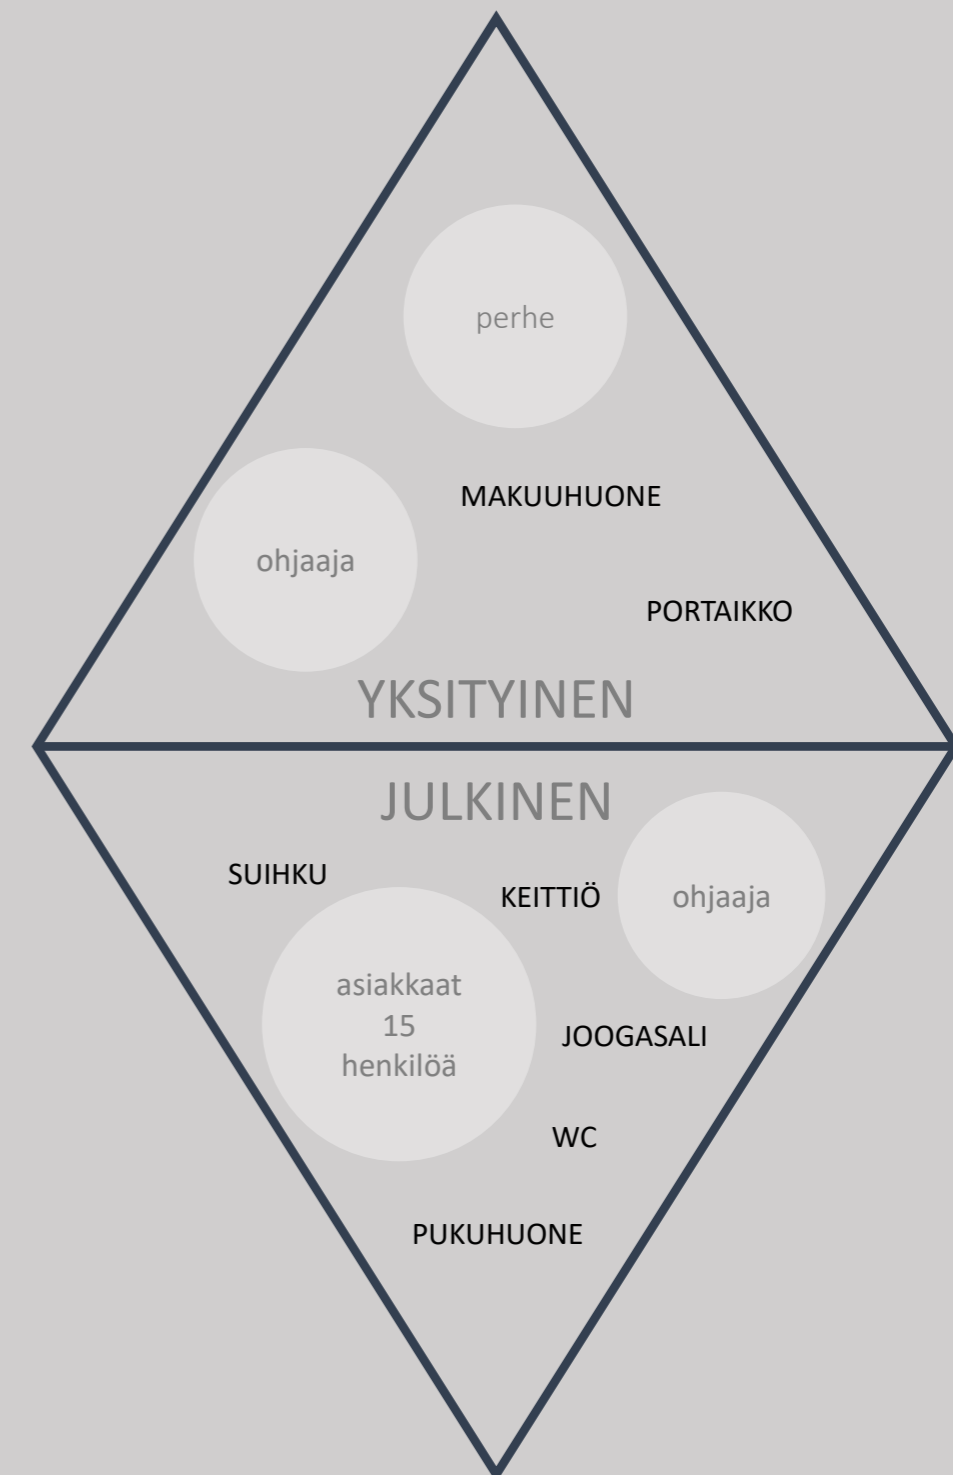 perhe
MAKUUHUONE
ohjaaja
PORTAIKKO
YKSITYINEN
JULKINEN
SUIHKU
KEITTIÖ
ohjaaja
asiakkaat
15
henkilöä
JOOGASALI
WC
PUKUHUONE